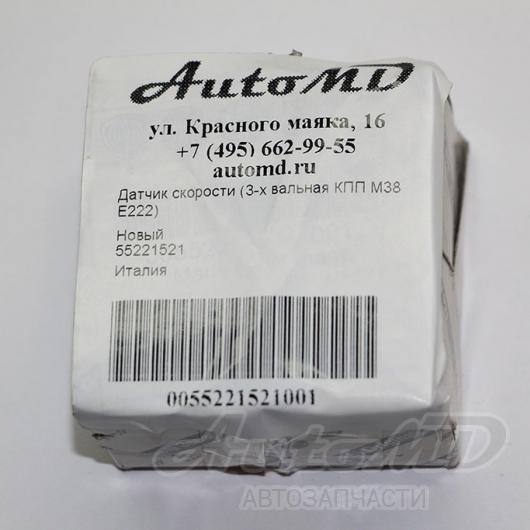 AutoMD
ул. Красного маяка, 16
+7 (495) 662-99-55
automd.ru
Датчик скорости (3-х вальная КПП М38
Е222)
Новый
55221521
Италия
0055221521001
AutoMD
АВТОЗАПЧАСТИ